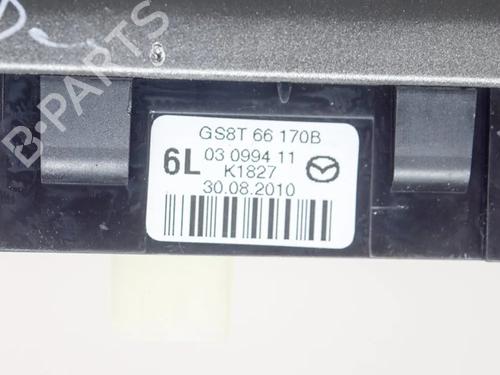 B-PARTS
GS8T 66 170B
6L 03 0994 11
K1827
30.08.2010